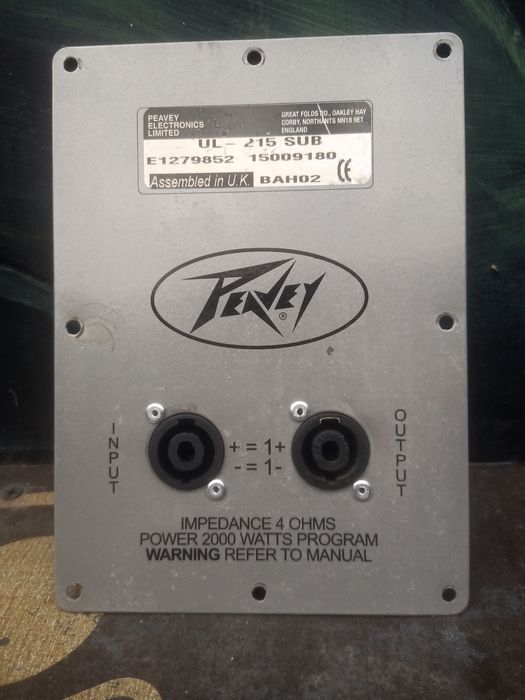 PEAVEY
ELECTRONICS
LIMITED
GREAT FOLDS RD., OAKLEY HAY
CORBY, NORTHANTS NN18 9ET
ENGLAND
UL - 215 SUB
E1279852 15009180
Assembled in U.K. BAH02 CE
PEAVEY®
INPUT
+ = 1+
- = 1-
OUTPUT
IMPEDANCE 4 OHMS
POWER 2000 WATTS PROGRAM
WARNING REFER TO MANUAL